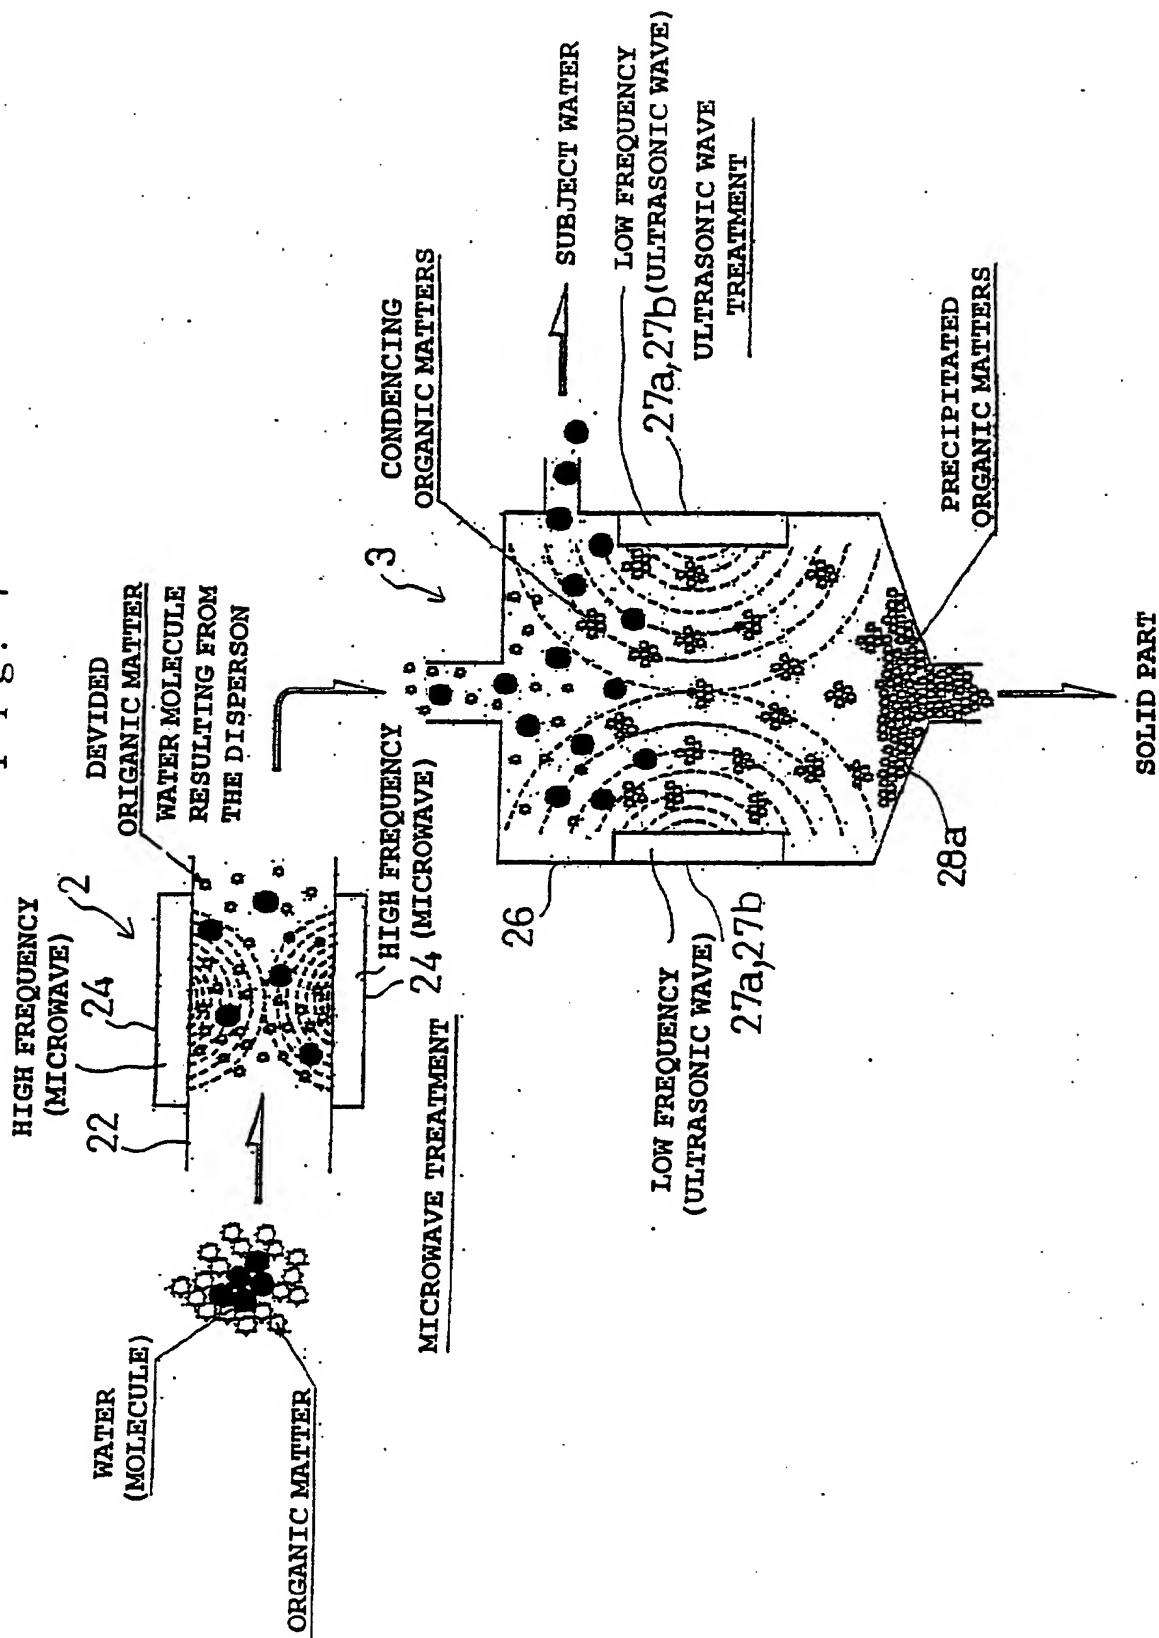 HIGH FREQUENCY
(MICROWAVE)
24
2
22
WATER
(MOLECULE)
ORGANIC MATTER
DEVIDED
ORIGANIC MATTER
WATER MOLECULE
RESULTING FROM
THE DISPERSON
HIGH FREQUENCY
24 (MICROWAVE)
MICROWAVE TREATMENT
3
CONDENCING
ORGANIC MATTERS
SUBJECT WATER
LOW FREQUENCY
27a,27b (ULTRASONIC WAVE)
ULTRASONIC WAVE
TREATMENT
26
LOW FREQUENCY
(ULTRASONIC WAVE)
27a,27b
28a
PRECIPITATED
ORGANIC MATTERS
SOLID PART